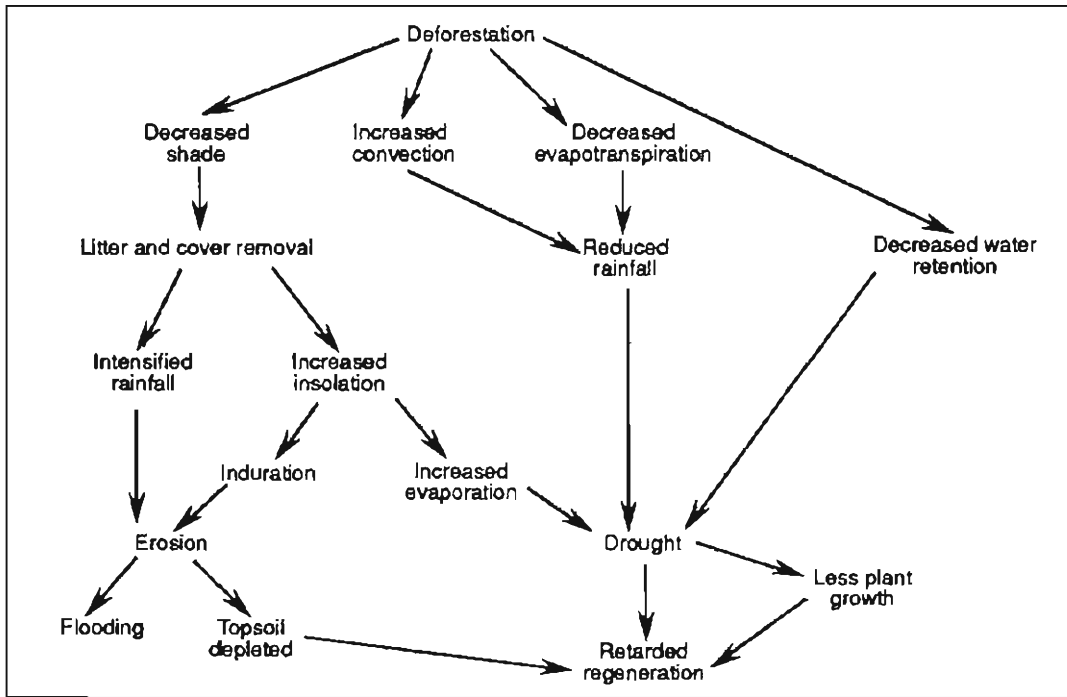 Deforestation
Decreased
shade
Increased
convection
Decreased
evapotranspiration
Litter and cover removal
Reduced
rainfall
Decreased water
retention
Intensified
rainfall
Increased
insolation
Induration
Increased
evaporation
Erosion
Drought
Less plant
growth
Flooding
Topsoil
depleted
Retarded
regeneration